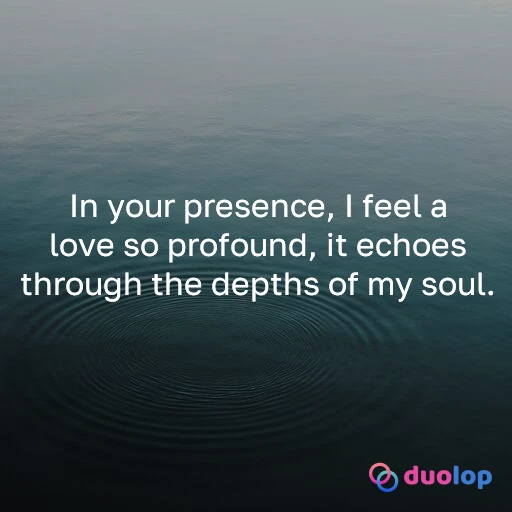 In your presence, I feel a
love so profound, it echoes
through the depths of my soul.
duolop